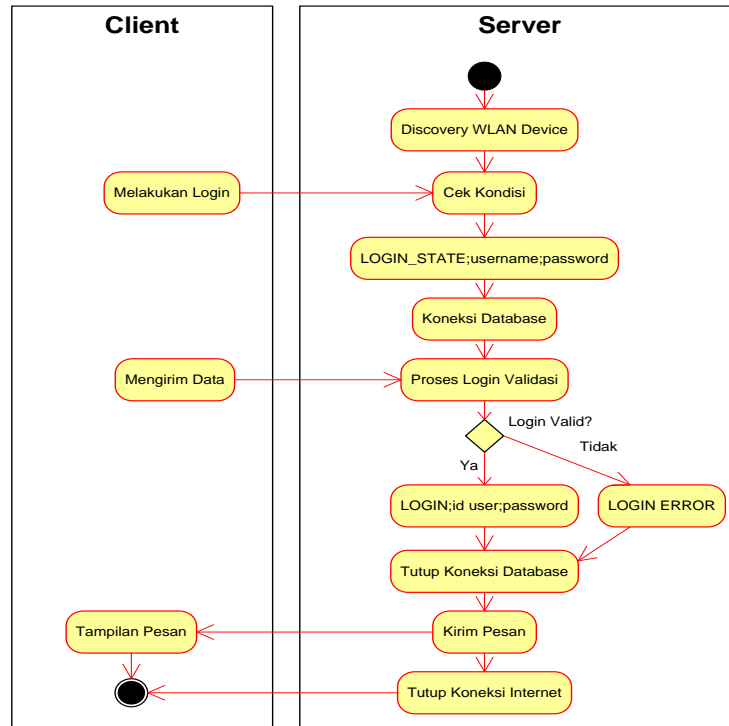 Client
Server
Discovery WLAN Device
Melakukan Login
Cek Kondisi
LOGIN_STATE;username;password
Koneksi Database
Mengirim Data
Proses Login Validasi
Login Valid?
Tidak
Ya
LOGIN;id user;password
LOGIN ERROR
Tutup Koneksi Database
Tampilan Pesan
Kirim Pesan
Tutup Koneksi Internet